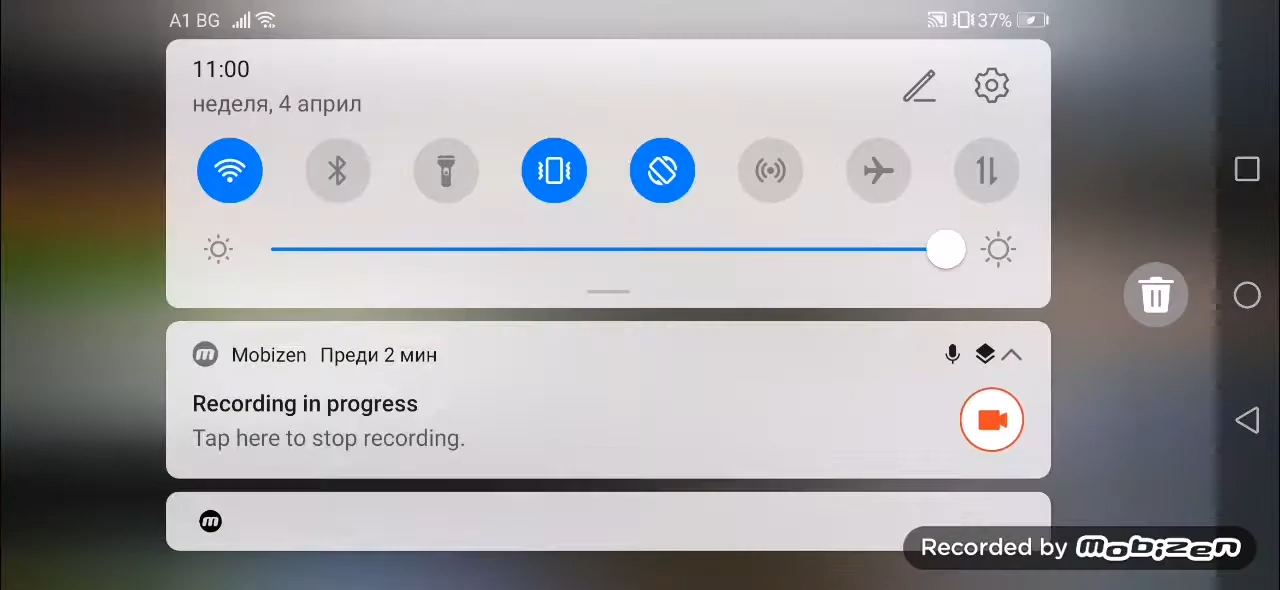 A1 BG
37%
11:00
неделя, 4 април
Mobizen Преди 2 мин
Recording in progress
Tap here to stop recording.
Recorded by Mobizen